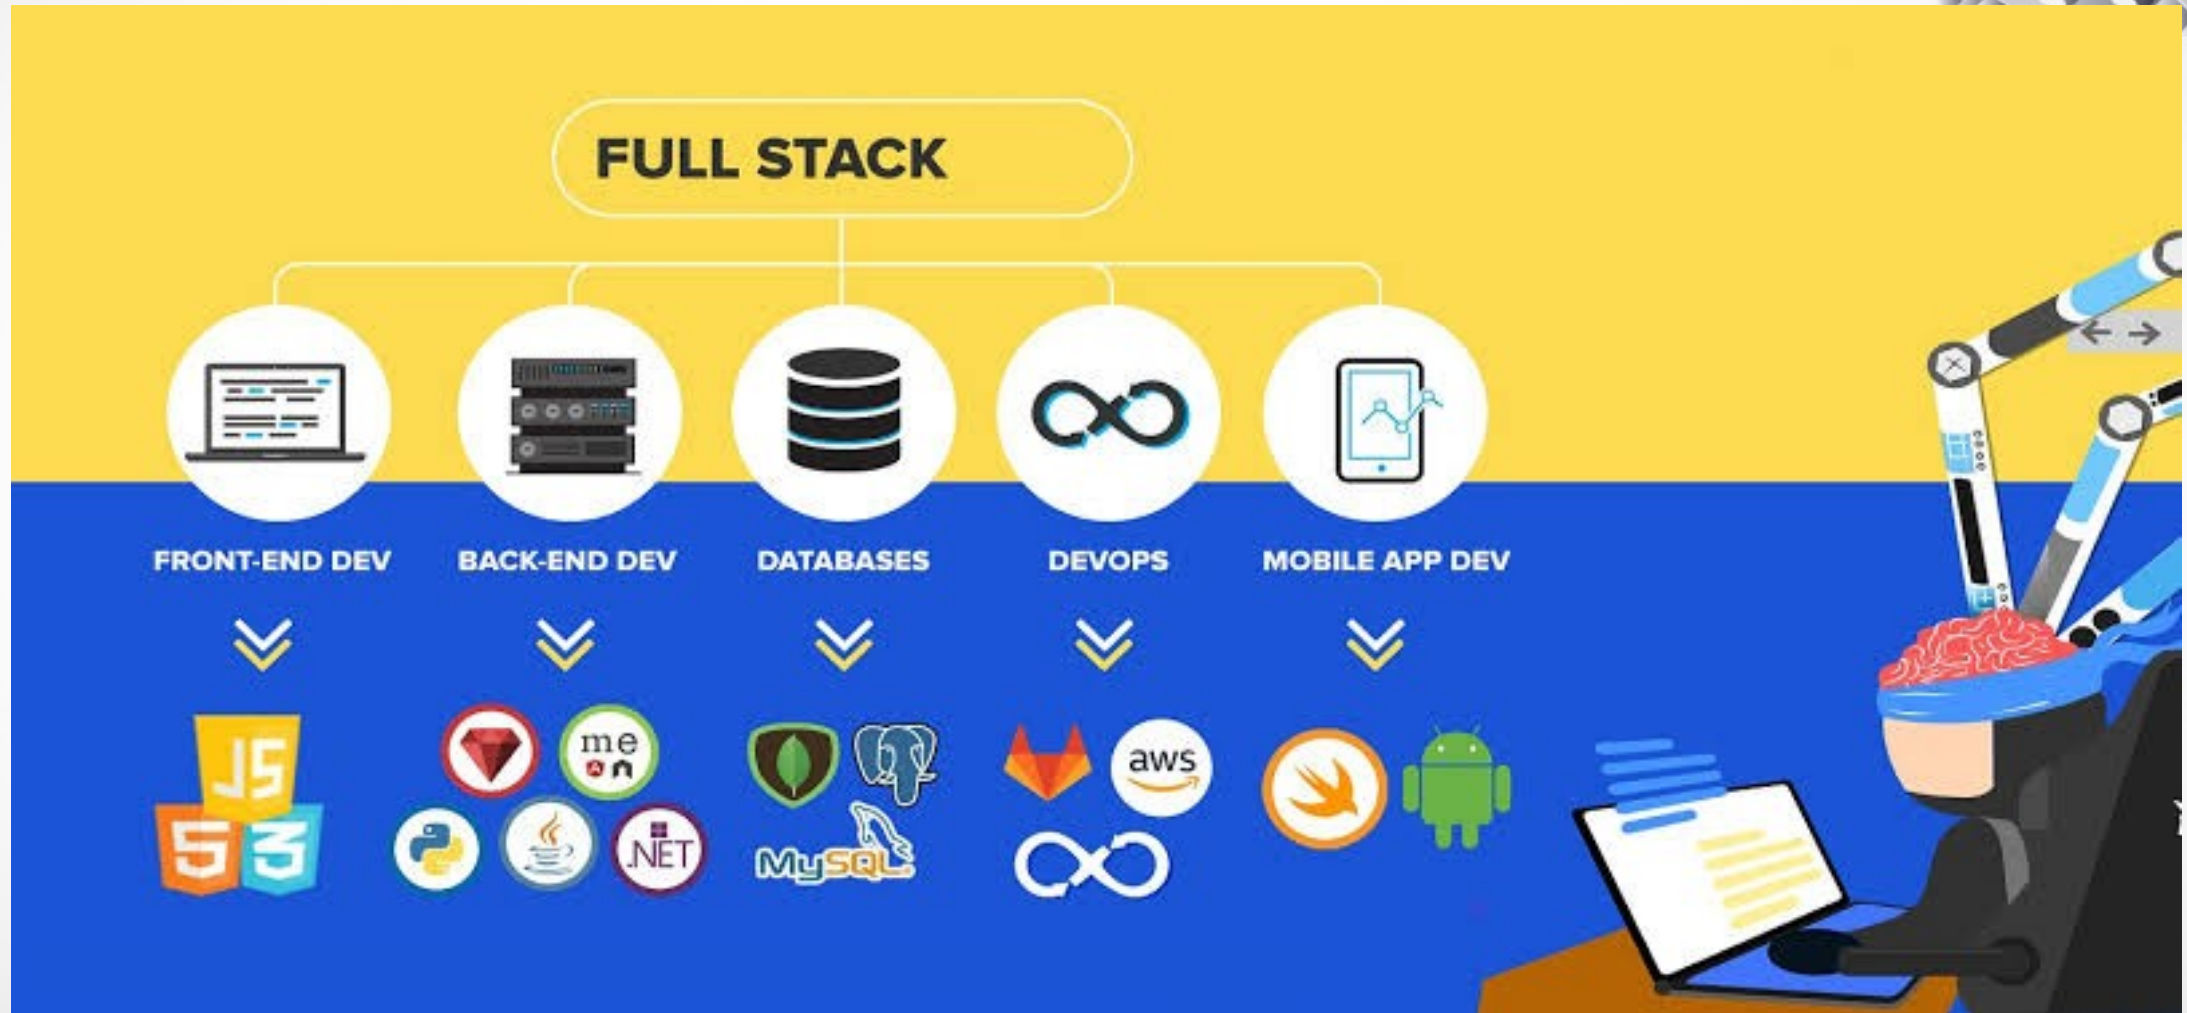 FULL STACK
FRONT-END DEV
BACK-END DEV
DATABASES
DEVOPS
MOBILE APP DEV
JS
5 3
me
an
.NET
MySQL
aws